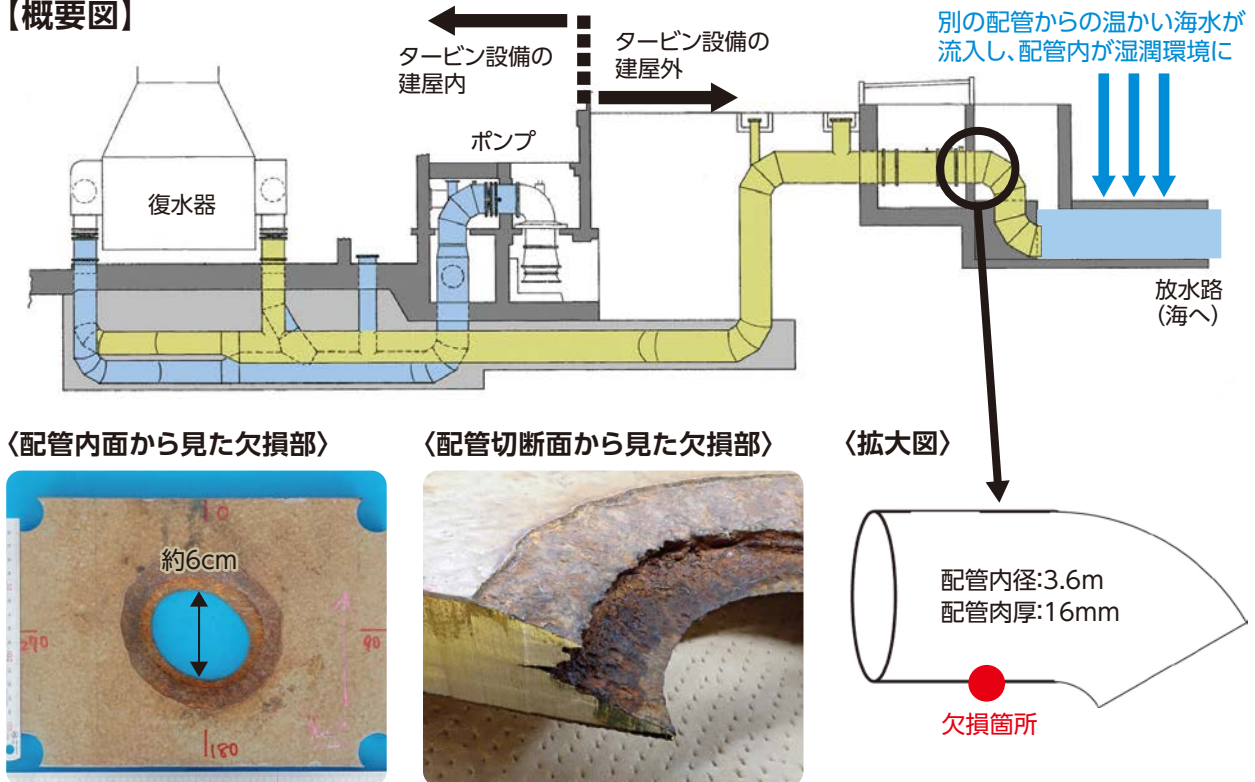 【概要図】
タービン設備の
建屋内
タービン設備の
建屋外
別の配管からの温かい海水が
流入し、配管内が湿潤環境に
ポンプ
復水器
放水路
(海へ)
〈配管内面から見た欠損部〉
〈配管切断面から見た欠損部〉
〈拡大図〉
0
約6cm
270
90
180
配管内径:3.6m
配管肉厚:16mm
欠損箇所